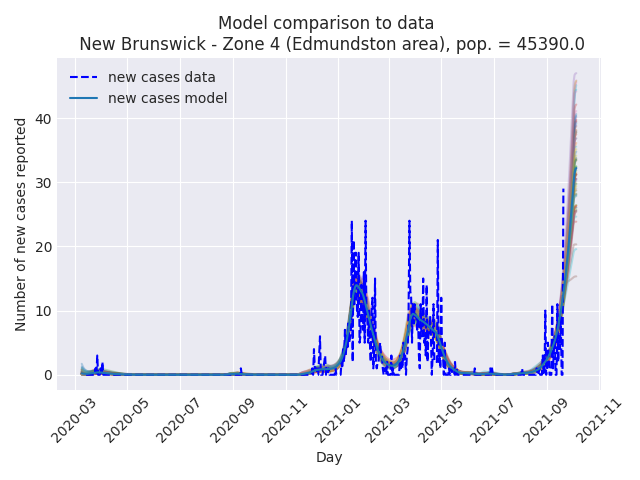 Model comparison to data
New Brunswick - Zone 4 (Edmundston area), pop. = 45390.0
new cases data
new cases model
Number of new cases reported
40
30
20
10
0
2020-03
2020-05
2020-07
2020-09
2020-11
2021-01
2021-03
2021-05
2021-07
2021-09
2021-11
Day